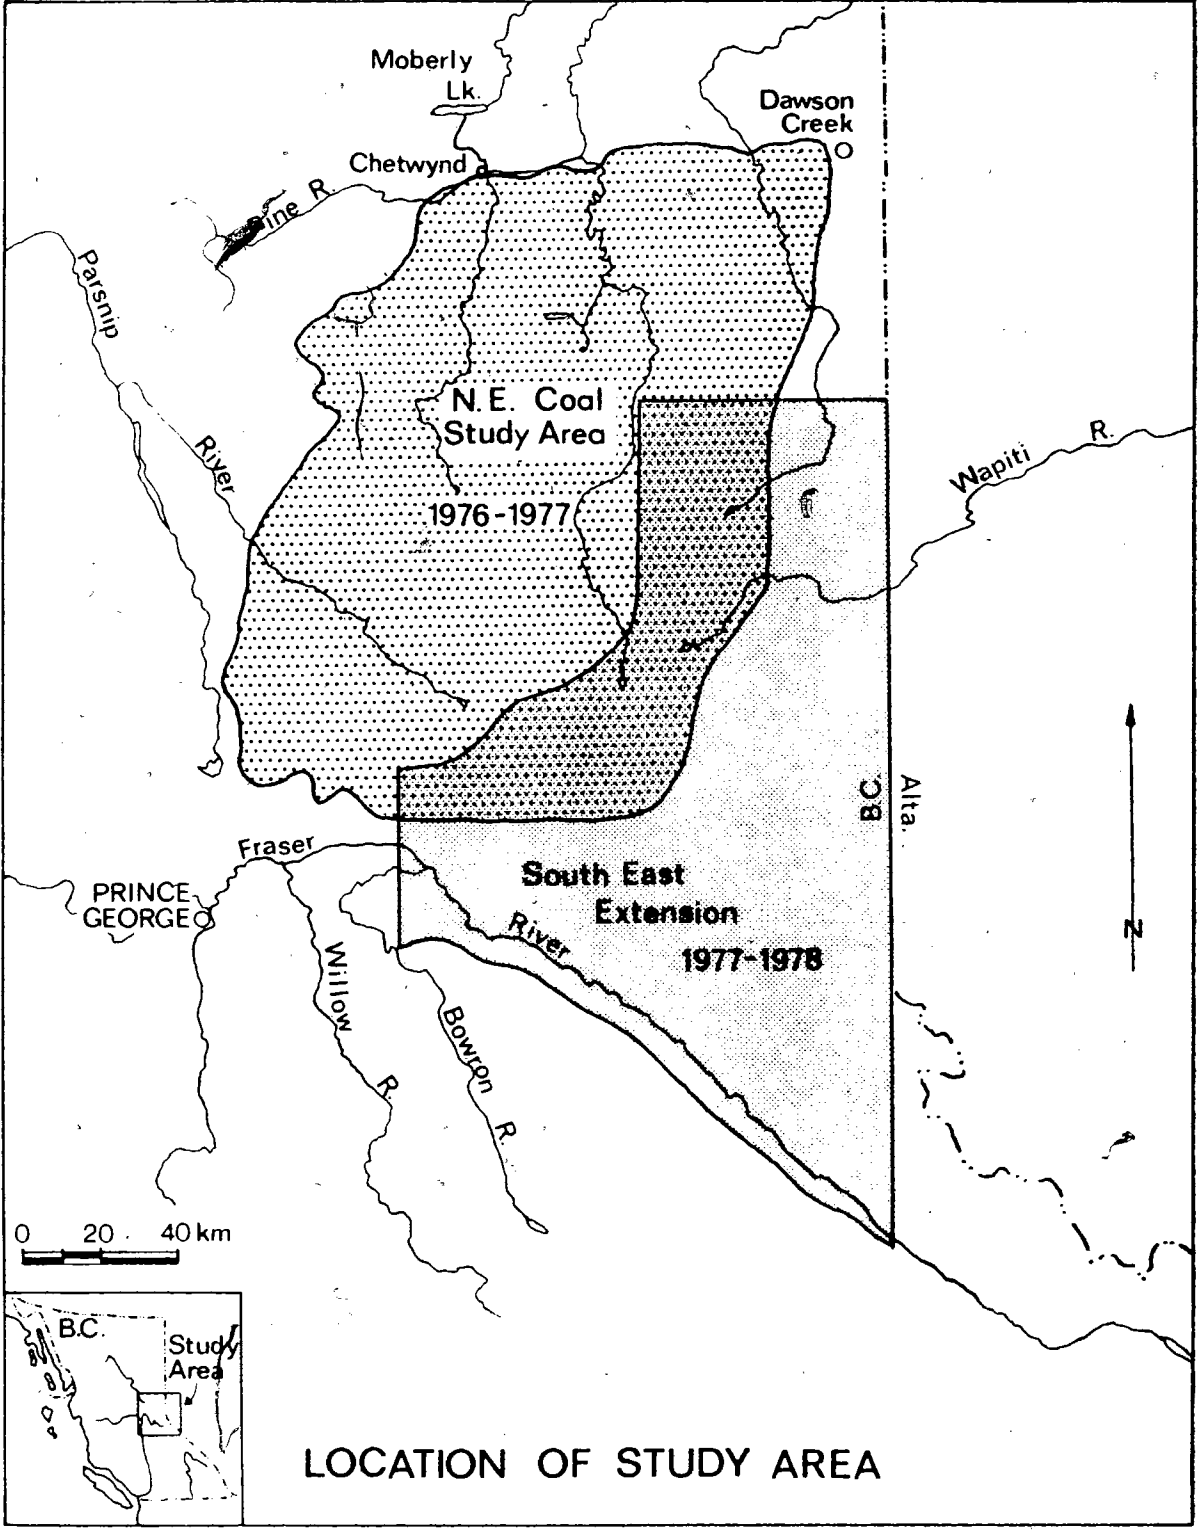 Moberly
Lk.
Dawson
Creek
Chetwynd
Pine R.
Parsnip
River
N.E. Coal
Study Area
1976-1977
Wapiti R.
B.C.
Alta.
Fraser
River
PRINCE
GEORGE
South East
Extension
1977-1978
N
Willow R.
Bowron R.
0 20 40 km
B.C.
Study
Area
LOCATION OF STUDY AREA